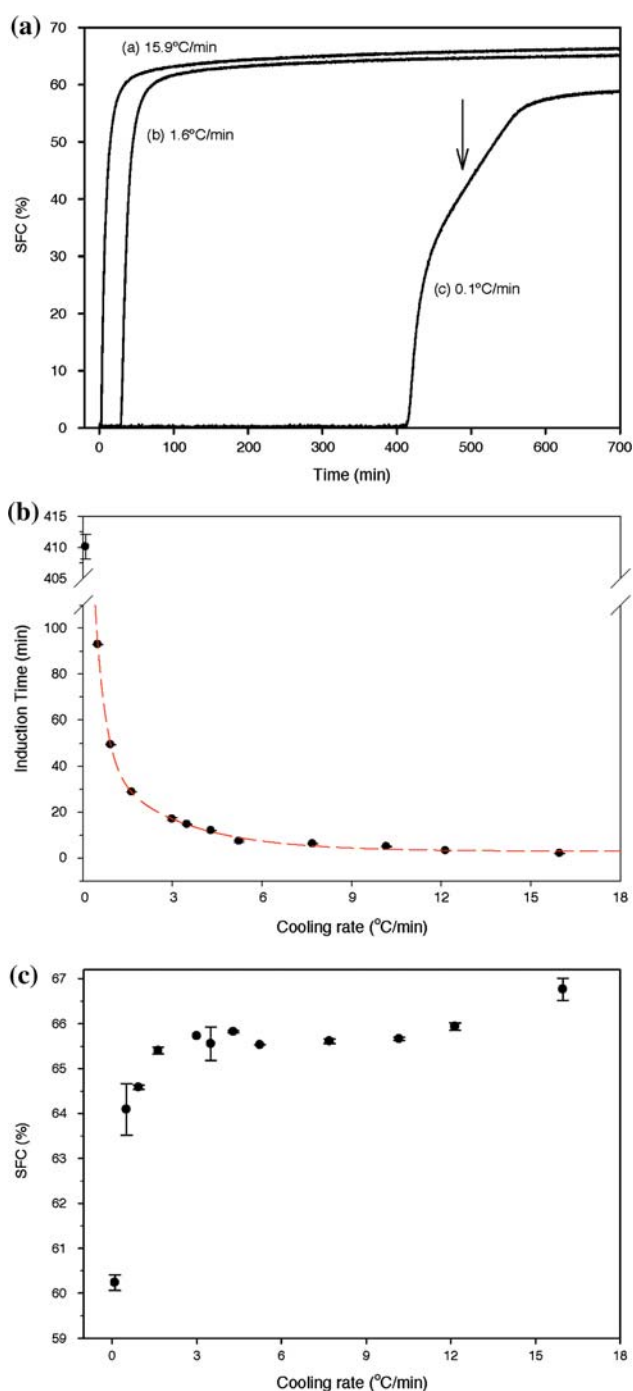 (a)
70
60
50
40
30
20
10
0
SFC (%)
(a) 15.9ºC/min
(b) 1.6ºC/min
(c) 0.1ºC/min
0 100 200 300 400 500 600 700
Time (min)
(b)
415
410
405
100
80
60
40
20
0
Induction Time (min)
0 3 6 9 12 15 18
Cooling rate (ºC/min)
(c)
67
66
65
64
63
62
61
60
59
SFC (%)
0 3 6 9 12 15 18
Cooling rate (ºC/min)